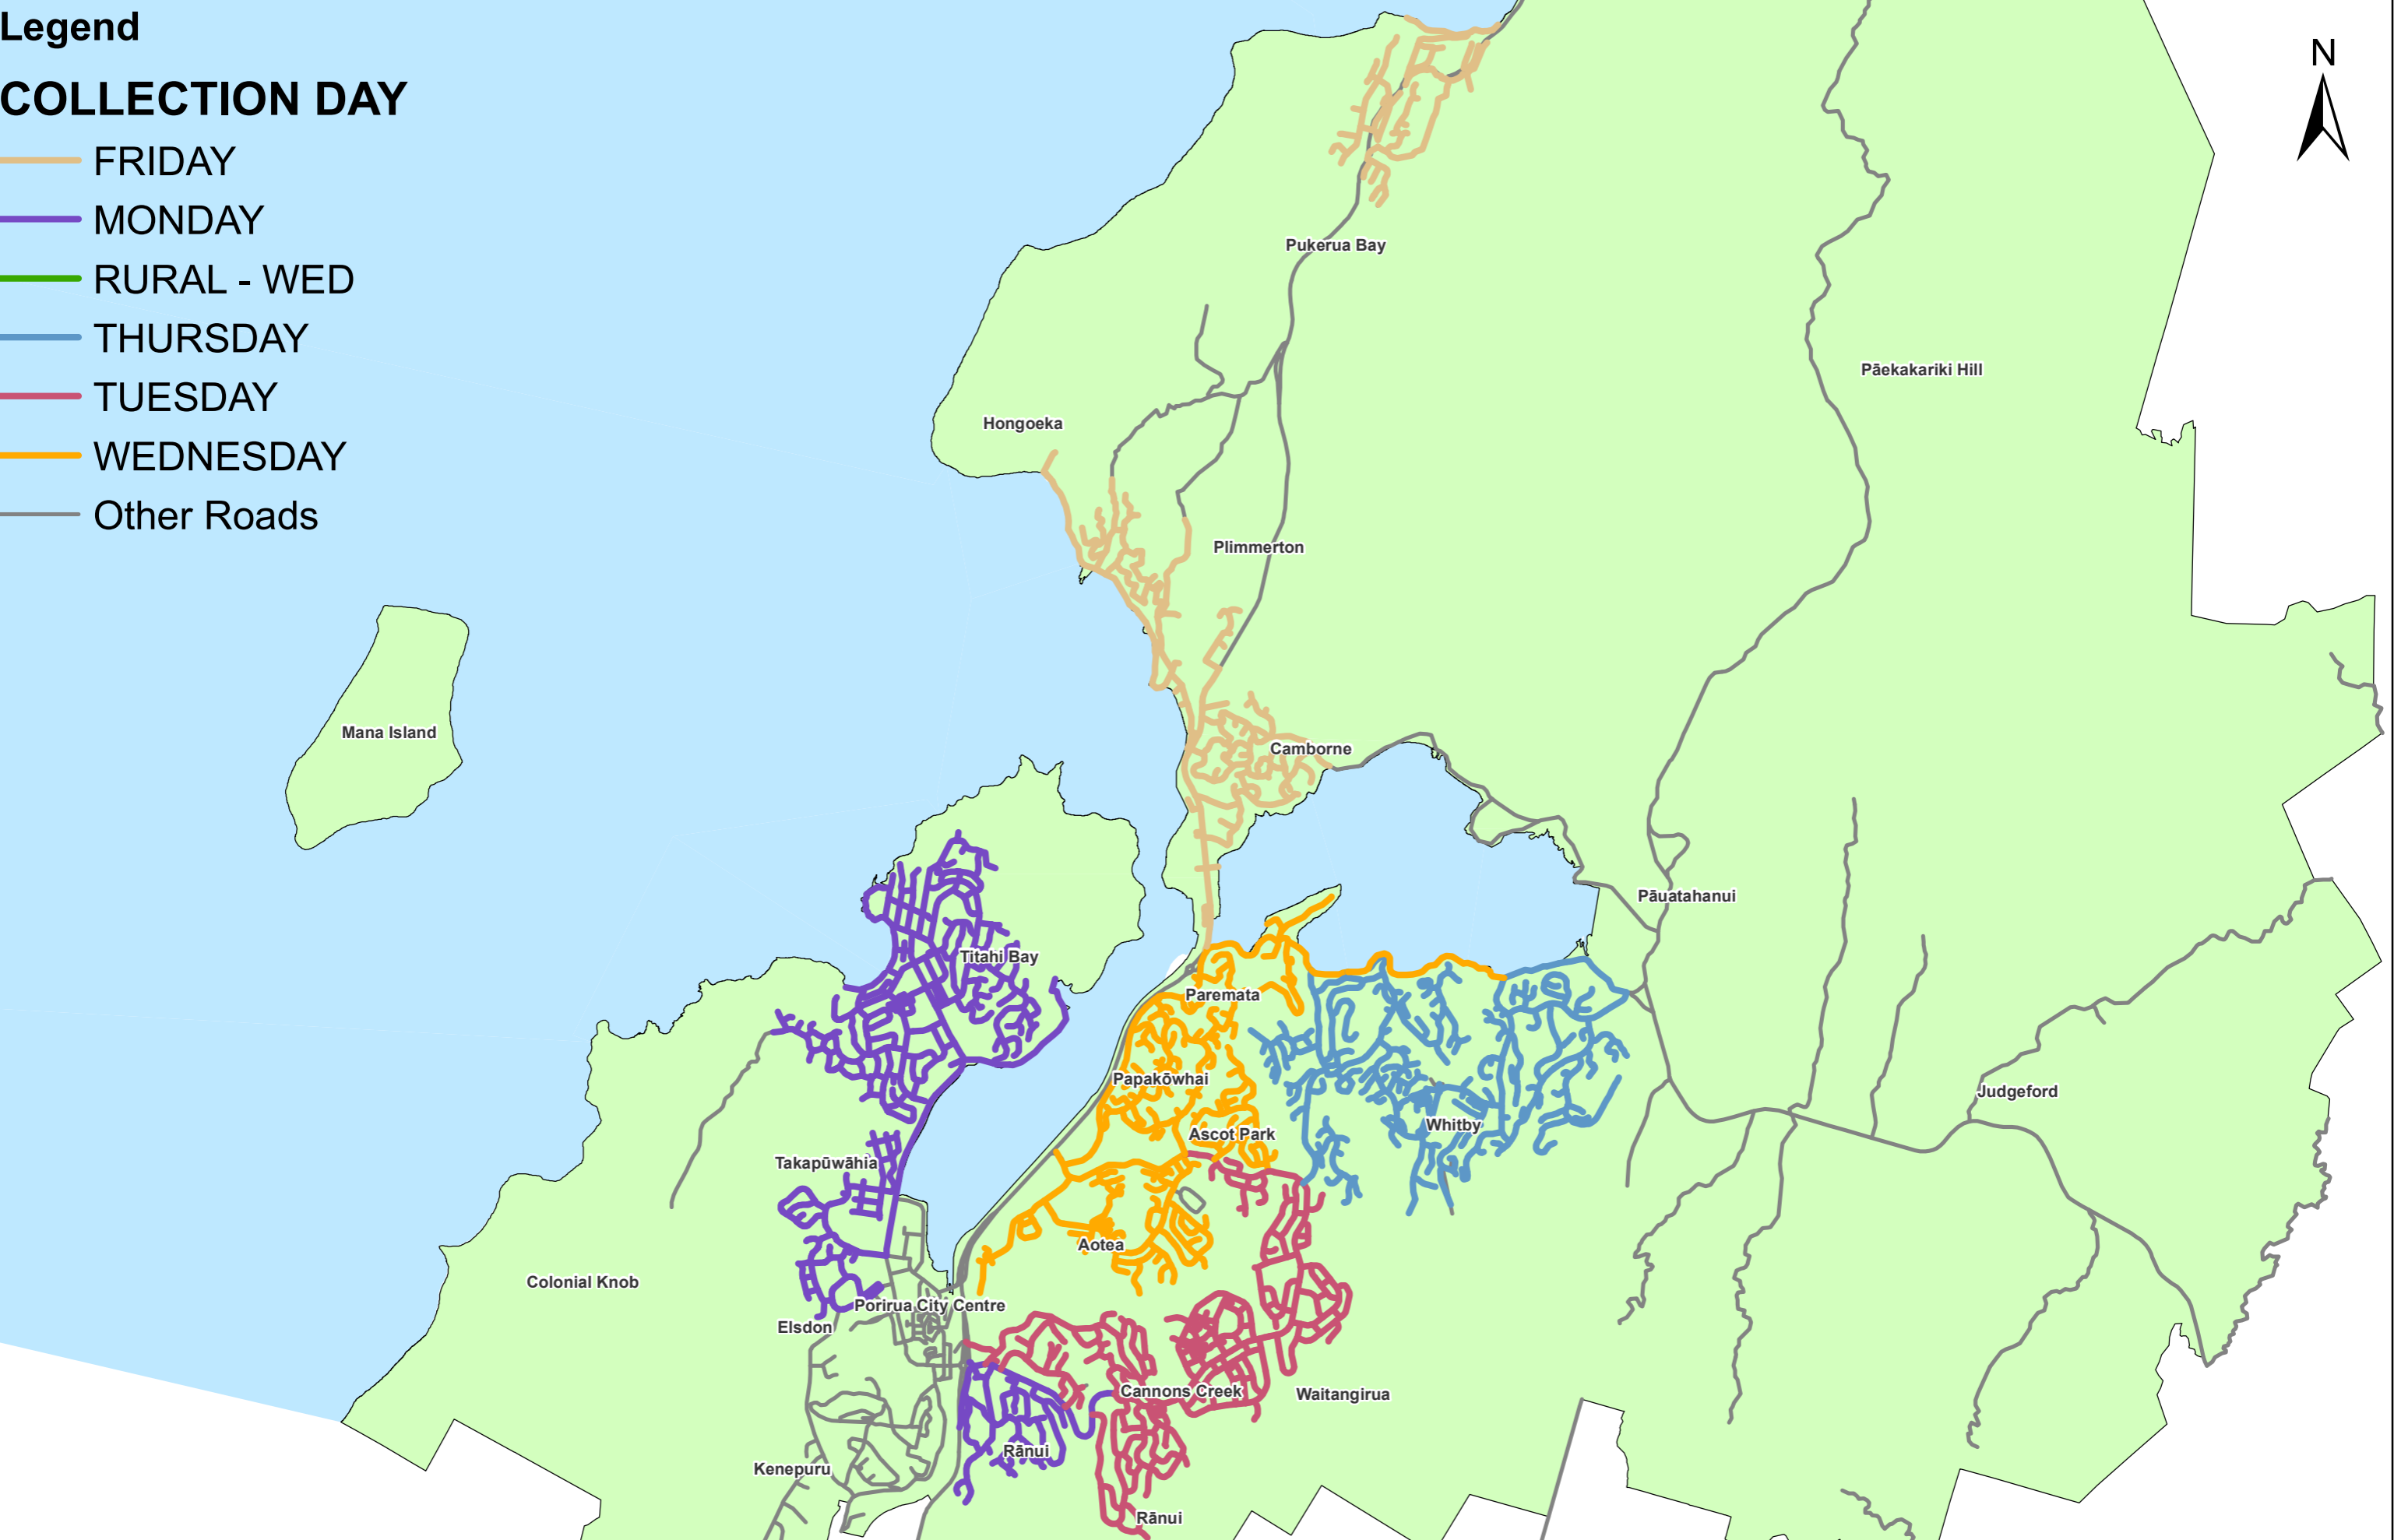 Legend
COLLECTION DAY
FRIDAY
MONDAY
RURAL - WED
THURSDAY
TUESDAY
WEDNESDAY
Other Roads
N
Pukerua Bay
Pāekakariki Hill
Hongoeka
Plimmerton
Mana Island
Camborne
Pāuatahanui
Titahi Bay
Paremata
Papakōwhai
Judgeford
Ascot Park
Whitby
Takapūwāhia
Aotea
Colonial Knob
Porirua City Centre
Elsdon
Cannons Creek
Waitangirua
Rānui
Kenepuru
Rānui